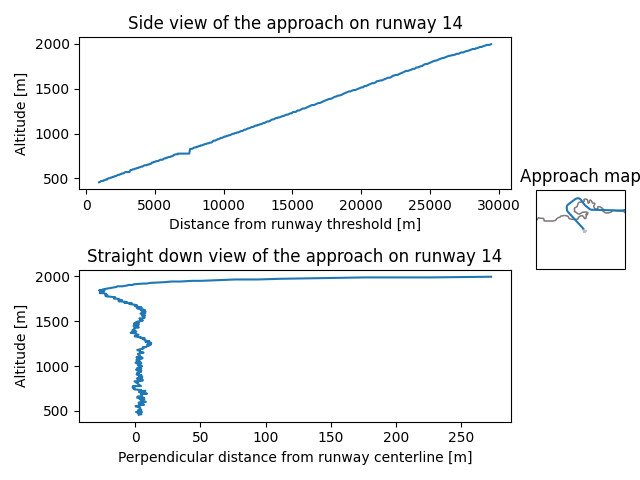 Side view of the approach on runway 14
2000
1500
1000
500
Altitude [m]
0 5000 10000 15000 20000 25000 30000
Distance from runway threshold [m]
Approach map
Straight down view of the approach on runway 14
2000
1500
1000
500
Altitude [m]
0 50 100 150 200 250
Perpendicular distance from runway centerline [m]